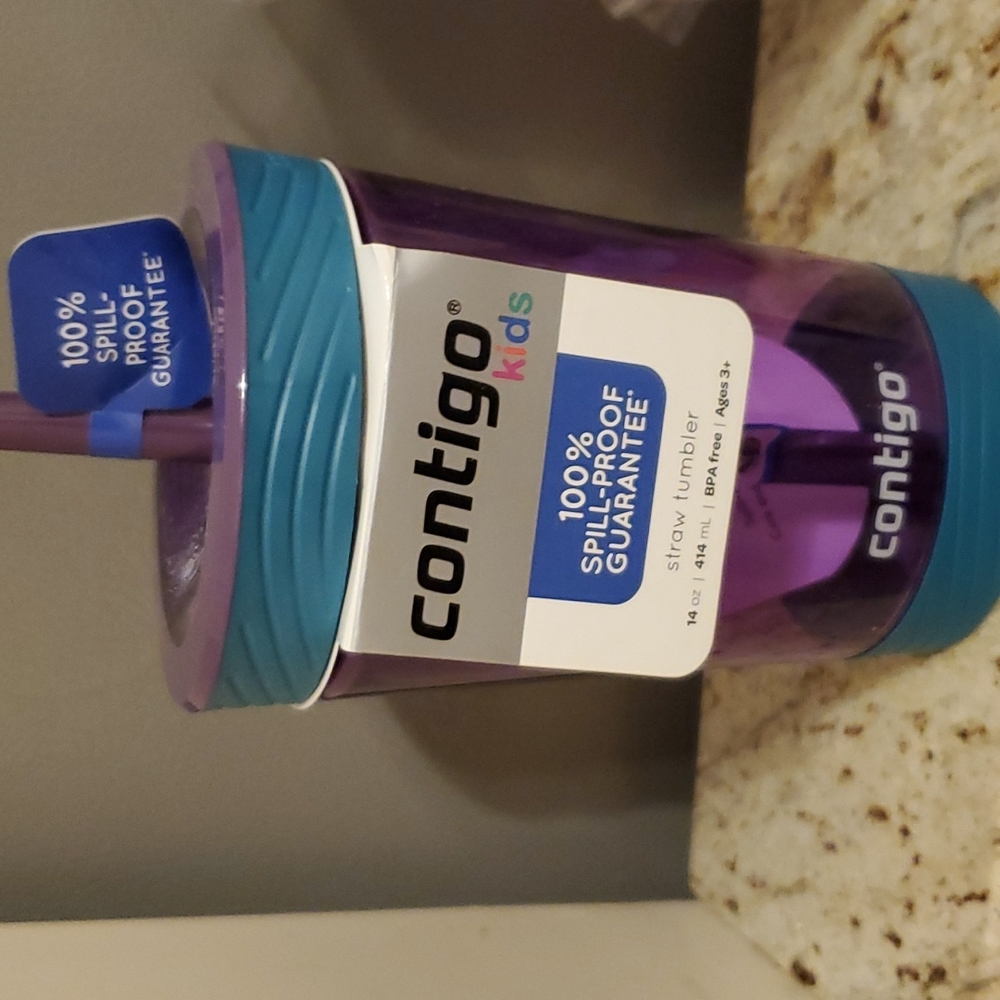 100%
SPILL-
PROOF
GUARANTEE*
contigo®
kids
100%
SPILL-PROOF
GUARANTEE*
straw tumbler
14 oz | 414 mL | BPA free | Ages 3+
contigo®